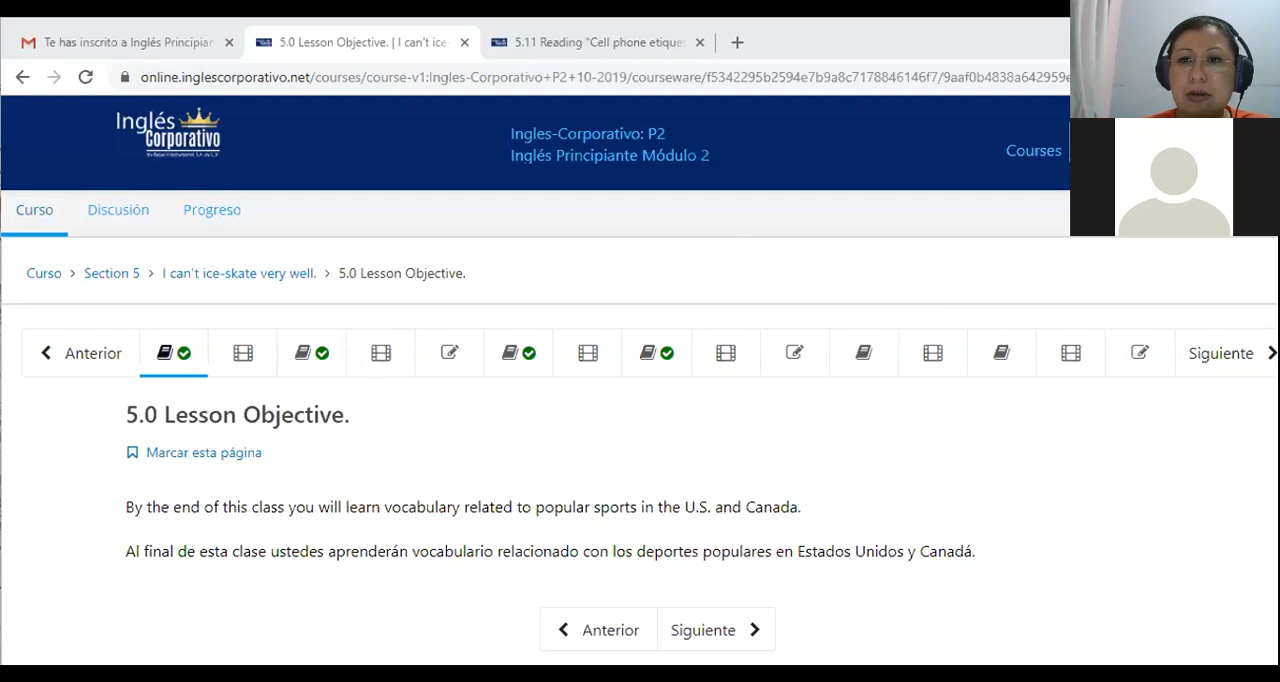 Te has inscrito a Inglés Principian
5.0 Lesson Objective. | I can't ice-
5.11 Reading "Cell phone etique
online.inglescorporativo.net/courses/course-v1:Ingles-Corporativo+P2+10-2019/courseware/f5342295b2594e7b9a8c7178846146f7/9aaf0b4838a642959e
Inglés
Corporativo
Ingles-Corporativo: P2
Inglés Principiante Módulo 2
Courses
Curso Discusión Progreso
Curso > Section 5 > I can't ice-skate very well. > 5.0 Lesson Objective.
Anterior Siguiente
5.0 Lesson Objective.
Marcar esta página
By the end of this class you will learn vocabulary related to popular sports in the U.S. and Canada.
Al final de esta clase ustedes aprenderán vocabulario relacionado con los deportes populares en Estados Unidos y Canadá.
Anterior Siguiente